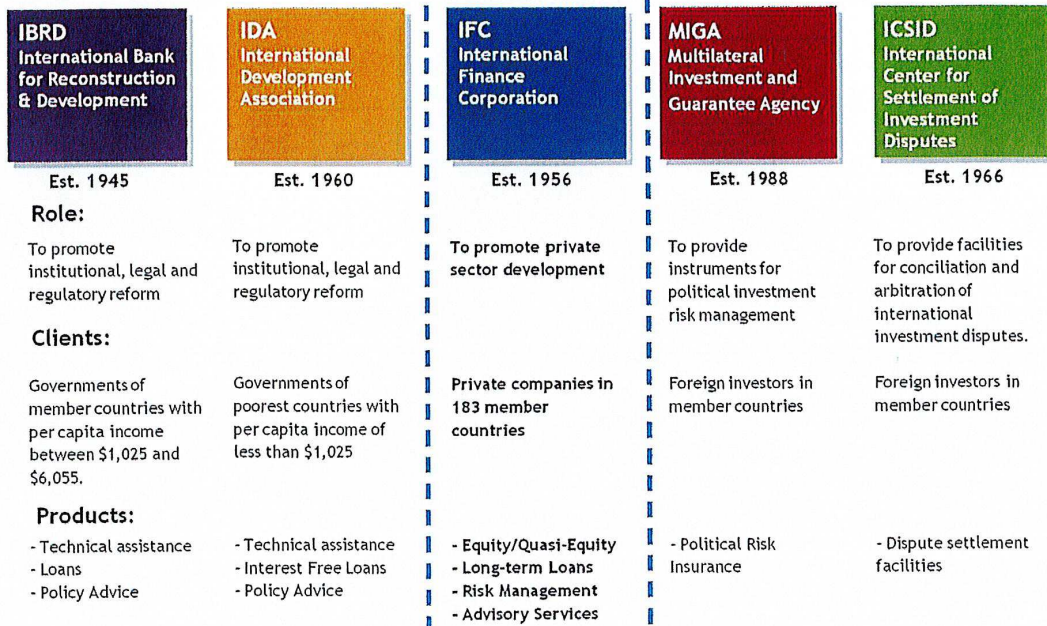 IBRD
International Bank
for Reconstruction
& Development
IDA
International
Development
Association
IFC
International
Finance
Corporation
MIGA
Multilateral
Investment and
Guarantee Agency
ICSID
International
Center for
Settlement of
Investment
Disputes
Est. 1945
Est. 1960
Est. 1956
Est. 1988
Est. 1966
Role:
To promote
institutional, legal and
regulatory reform
To promote
institutional, legal and
regulatory reform
To promote private
sector development
To provide
instruments for
political investment
risk management
To provide facilities
for conciliation and
arbitration of
international
investment disputes.
Clients:
Governments of
member countries with
per capita income
between $1,025 and
$6,055.
Governments of
poorest countries with
per capita income of
less than $1,025
Private companies in
183 member
countries
Foreign investors in
member countries
Foreign investors in
member countries
Products:
- Technical assistance
- Loans
- Policy Advice
- Technical assistance
- Interest Free Loans
- Policy Advice
- Equity/Quasi-Equity
- Long-term Loans
- Risk Management
- Advisory Services
- Political Risk
Insurance
- Dispute settlement
facilities